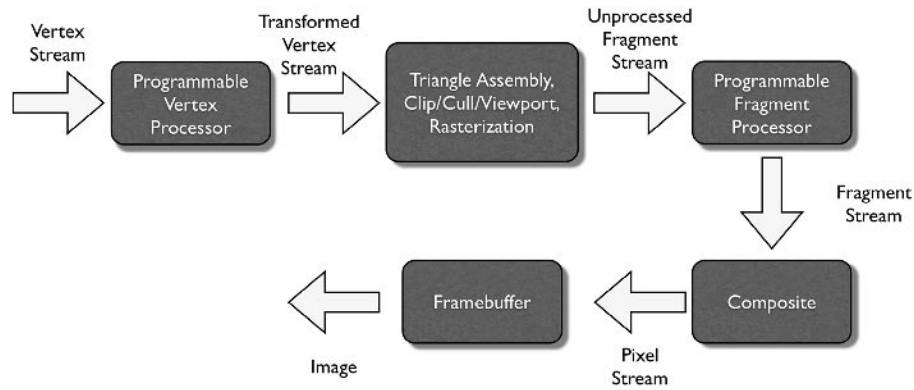 Vertex
Stream
Programmable
Vertex
Processor
Transformed
Vertex
Stream
Triangle Assembly,
Clip/Cull/Viewport,
Rasterization
Unprocessed
Fragment
Stream
Programmable
Fragment
Processor
Fragment
Stream
Composite
Pixel
Stream
Framebuffer
Image